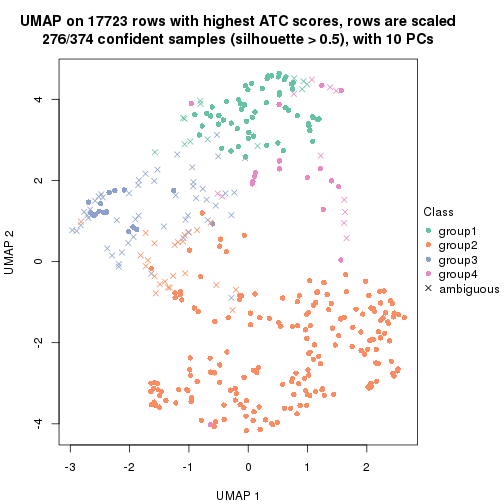 UMAP on 17723 rows with highest ATC scores, rows are scaled
276/374 confident samples (silhouette > 0.5), with 10 PCs
4
2
0
-2
-4
UMAP 2
-3
-2
-1
0
1
2
UMAP 1
Class
group1
group2
group3
group4
ambiguous